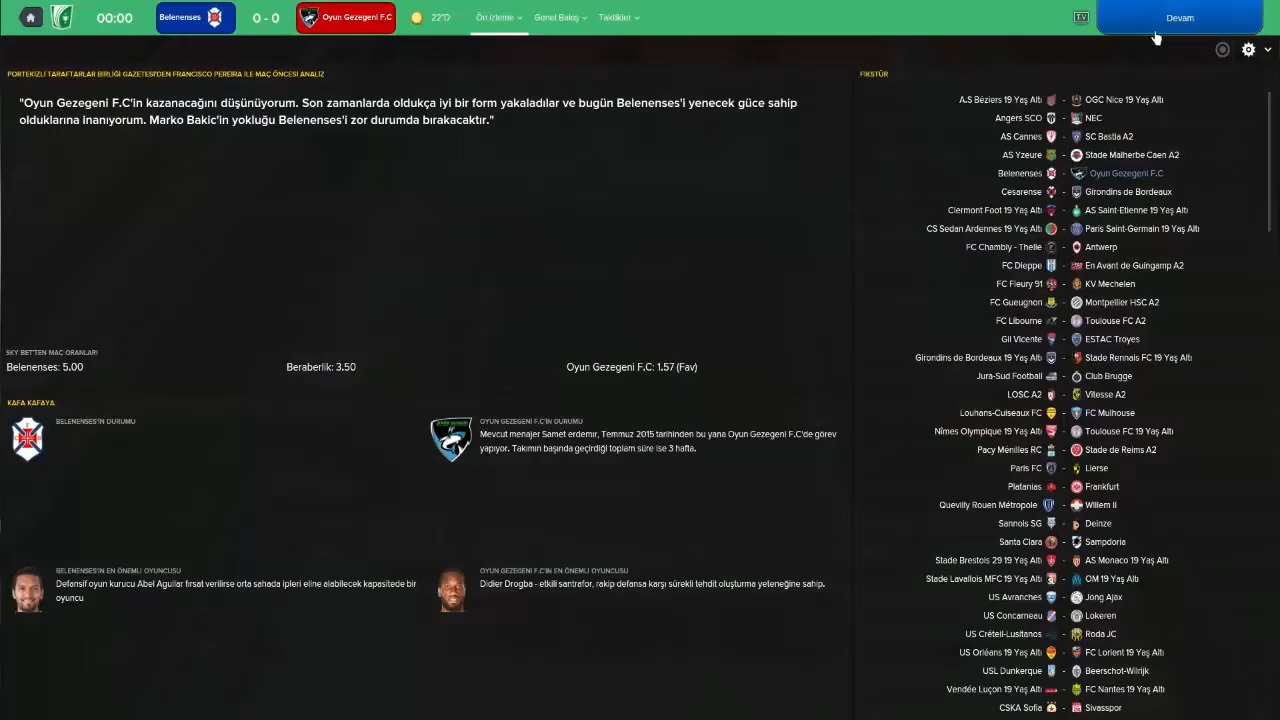 00:00
Belenenses
0 - 0
Oyun Gezegeni F.C
22°D
Ön izleme
Genel Bakış
Taktikler
TV
Devam
PORTEKİZLİ TARAFTARLAR BİRLİĞİ GAZETESİ'DEN FRANCISCO PEREIRA İLE MAÇ ÖNCESİ ANALİZ
"Oyun Gezegeni F.C'in kazanacağını düşünüyorum. Son zamanlarda oldukça iyi bir form yakaladılar ve bugün Belenenses'i yenecek güce sahip
olduklarına inanıyorum. Marko Bakic'in yokluğu Belenenses'i zor durumda bırakacaktır."
SKY BET'TEN MAÇ ORANLARI
Belenenses: 5.00
Beraberlik: 3.50
Oyun Gezegeni F.C: 1.57 (Fav)
KAFA KAFAYA
BELENENSES'IN DURUMU
OYUN GEZEGENI F.C'IN DURUMU
Mevcut menajer Samet erdemır, Temmuz 2015 tarihinden bu yana Oyun Gezegeni F.C'de görev
yapıyor. Takımın başında geçirdiği toplam süre ise 3 hafta.
BELENENSES'IN EN ÖNEMLİ OYUNCUSU
Defansif oyun kurucu Abel Aguilar fırsat verilirse orta sahada ipleri eline alabilecek kapasitede bir
oyuncu
OYUN GEZEGENI F.C'IN EN ÖNEMLİ OYUNCUSU
Didier Drogba - etkili santrafor, rakip defansa karşı sürekli tehdit oluşturma yeteneğine sahip.
FİKSTÜR
A.S Béziers 19 Yaş Altı - OGC Nice 19 Yaş Altı
Angers SCO - NEC
AS Cannes - SC Bastia A2
AS Yzeure - Stade Malherbe Caen A2
Belenenses - Oyun Gezegeni F.C
Cesarense - Girondins de Bordeaux
Clermont Foot 19 Yaş Altı - AS Saint-Etienne 19 Yaş Altı
CS Sedan Ardennes 19 Yaş Altı - Paris Saint-Germain 19 Yaş Altı
FC Chambly - Thelle - Antwerp
FC Dieppe - En Avant de Guingamp A2
FC Fleury 91 - KV Mechelen
FC Gueugnon - Montpellier HSC A2
FC Libourne - Toulouse FC A2
Gil Vicente - ESTAC Troyes
Girondins de Bordeaux 19 Yaş Altı - Stade Rennais FC 19 Yaş Altı
Jura-Sud Football - Club Brugge
LOSC A2 - Vitesse A2
Louhans-Cuiseaux FC - FC Mulhouse
Nîmes Olympique 19 Yaş Altı - Toulouse FC 19 Yaş Altı
Pacy Ménilles RC - Stade de Reims A2
Paris FC - Lierse
Platanias - Frankfurt
Quevilly Rouen Métropole - Willem II
Sannois SG - Deinze
Santa Clara - Sampdoria
Stade Brestois 29 19 Yaş Altı - AS Monaco 19 Yaş Altı
Stade Lavallois MFC 19 Yaş Altı - OM 19 Yaş Altı
US Avranches - Jong Ajax
US Concarneau - Lokeren
US Créteil-Lusitanos - Roda JC
US Orléans 19 Yaş Altı - FC Lorient 19 Yaş Altı
USL Dunkerque - Beerschot-Wilrijk
Vendée Luçon 19 Yaş Altı - FC Nantes 19 Yaş Altı
CSKA Sofia - Sivasspor